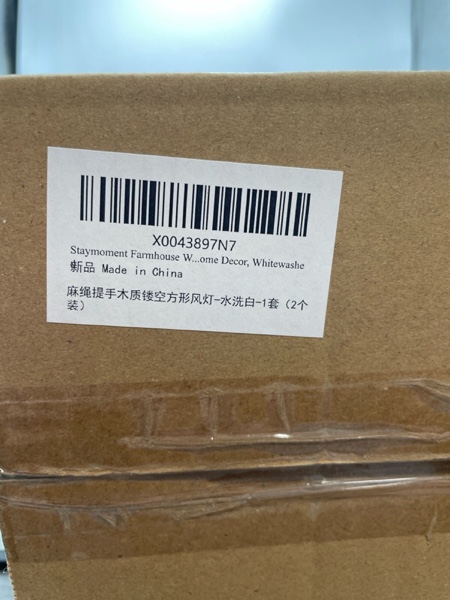 X0043897N7
Staymoment Farmhouse W...ome Decor, Whitewashe
d
新品 Made in China
麻绳提手木质镂空方形风灯-水洗白-1套（2个
装）